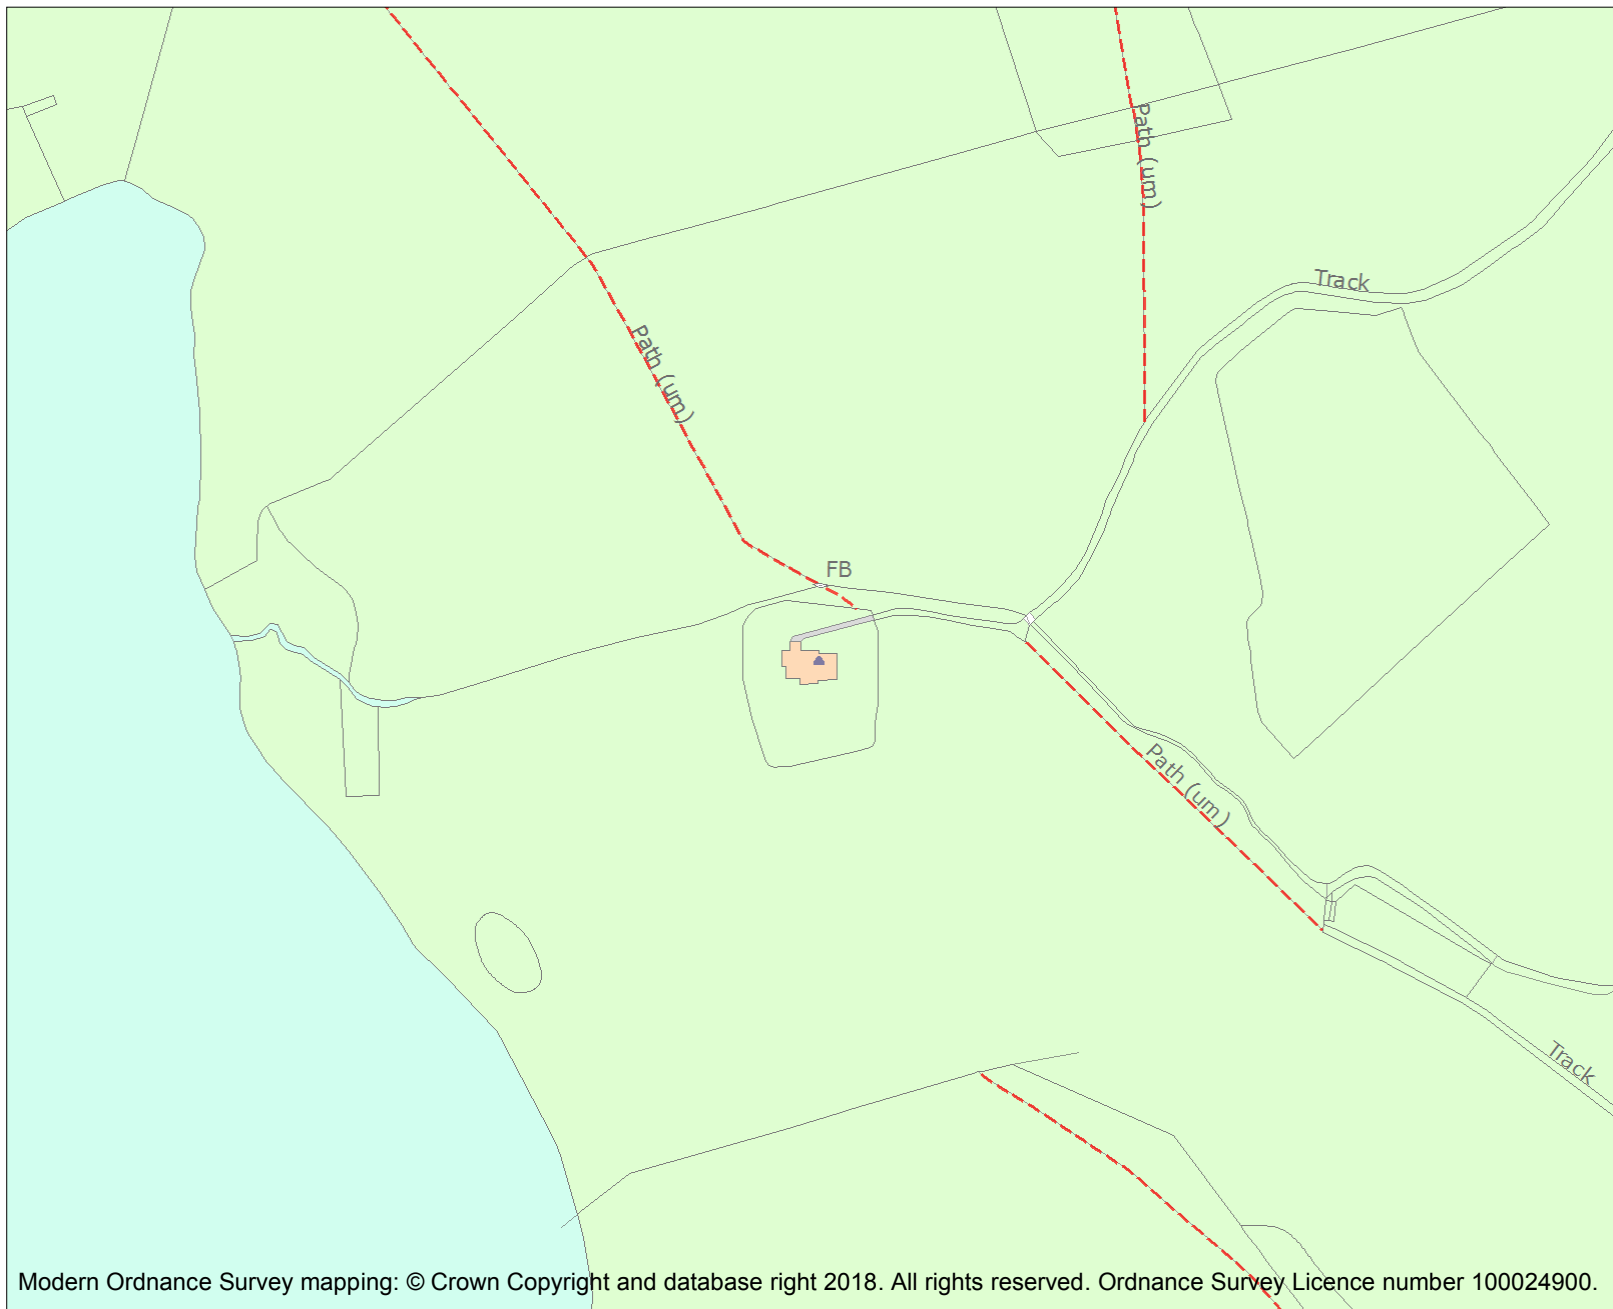 Path (um)
Track
Path (um)
FB
Path (um)
Track
Modern Ordnance Survey mapping: © Crown Copyright and database right 2018. All rights reserved. Ordnance Survey Licence number 100024900.